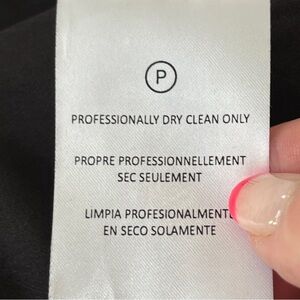 P
PROFESSIONALLY DRY CLEAN ONLY
PROPRE PROFESSIONNELLEMENT
SEC SEULEMENT
LIMPIA PROFESIONALMENTE
EN SECO SOLAMENTE